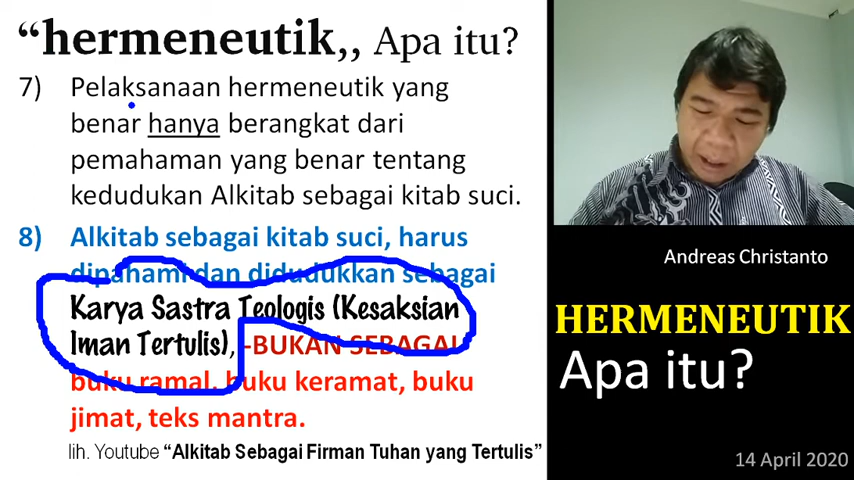 “hermeneutik,, Apa itu?
7) Pelaksanaan hermeneutik yang
benar hanya berangkat dari
pemahaman yang benar tentang
kedudukan Alkitab sebagai kitab suci.
8) Alkitab sebagai kitab suci, harus
dipahami dan didudukkan sebagai
Karya Sastra Teologis (Kesaksian
Iman Tertulis), -BUKAN SEBAGAI
buku ramal, buku keramat, buku
jimat, teks mantra.
lih. Youtube “Alkitab Sebagai Firman Tuhan yang Tertulis”
Andreas Christanto
HERMENEUTIK
Apa itu?
14 April 2020